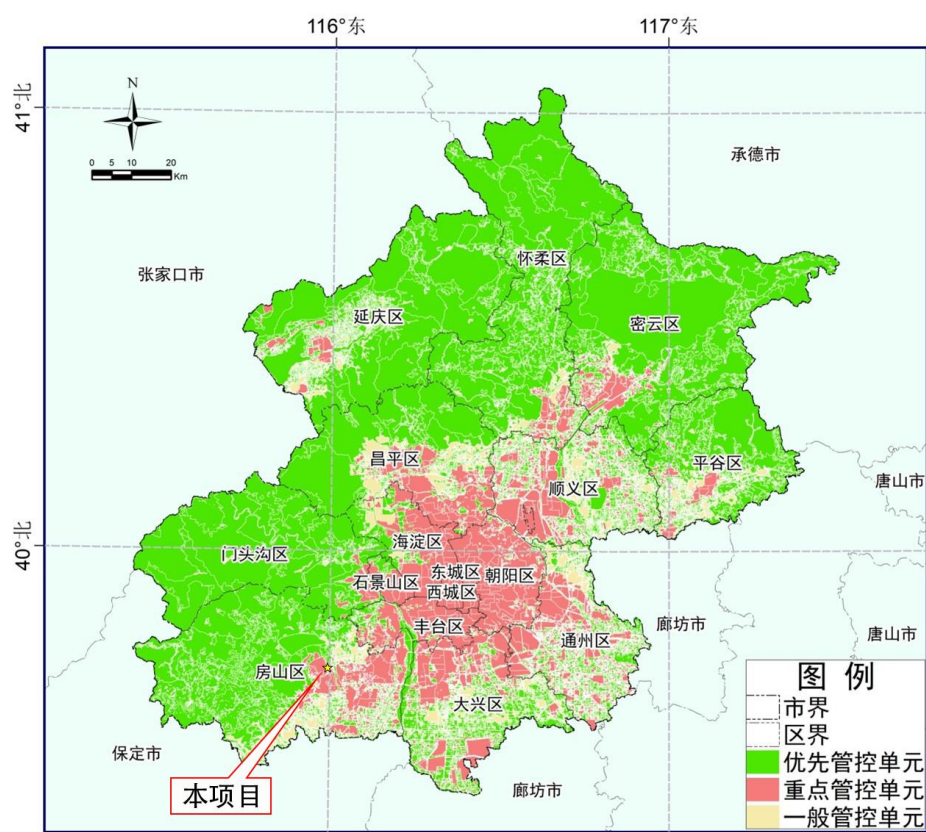 116°东
117°东
41°北
N
0 5 10 20
Km
承德市
怀柔区
张家口市
延庆区
密云区
昌平区
平谷区
唐山市
顺义区
40°北
海淀区
门头沟区
石景山区
东城区
朝阳区
西城区
丰台区
通州区
廊坊市
唐山市
房山区
大兴区
保定市
本项目
廊坊市
图 例
市界
区界
优先管控单元
重点管控单元
一般管控单元